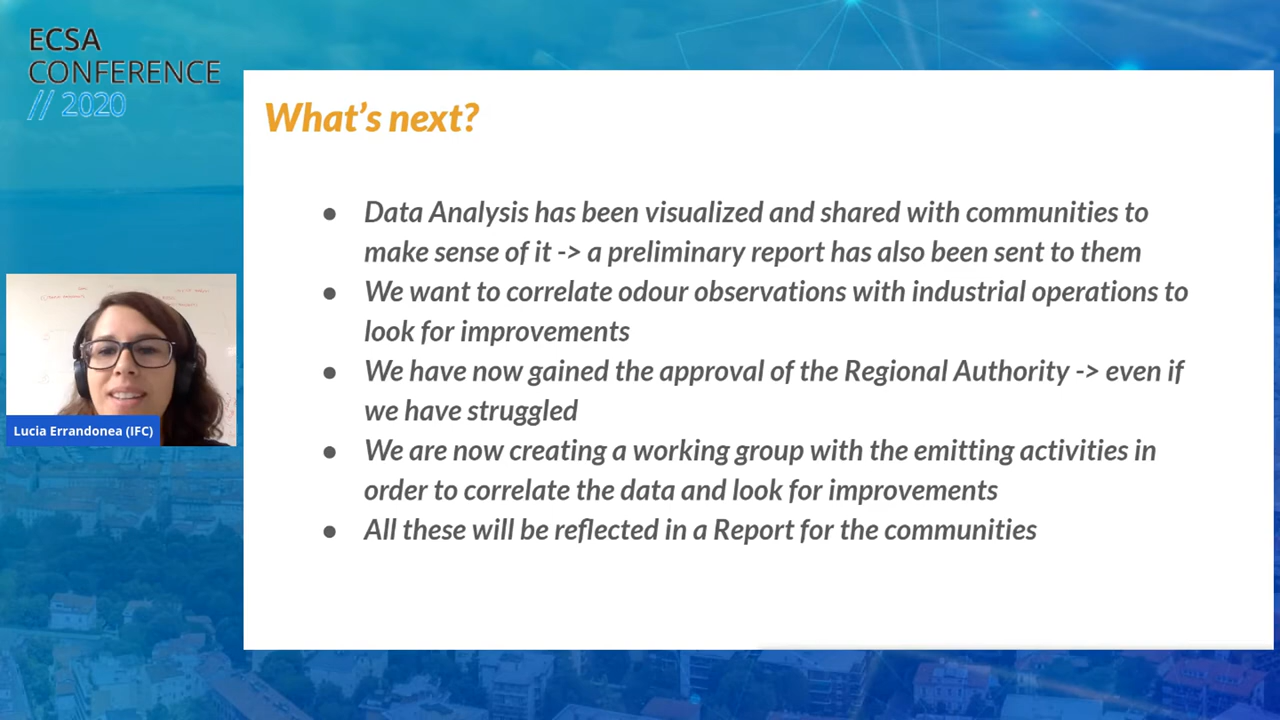 ECSA
CONFERENCE
// 2020
What's next?
● Data Analysis has been visualized and shared with communities to
make sense of it -> a preliminary report has also been sent to them
● We want to correlate odour observations with industrial operations to
look for improvements
● We have now gained the approval of the Regional Authority -> even if
we have struggled
● We are now creating a working group with the emitting activities in
order to correlate the data and look for improvements
● All these will be reflected in a Report for the communities
Lucia Errandonea (IFC)